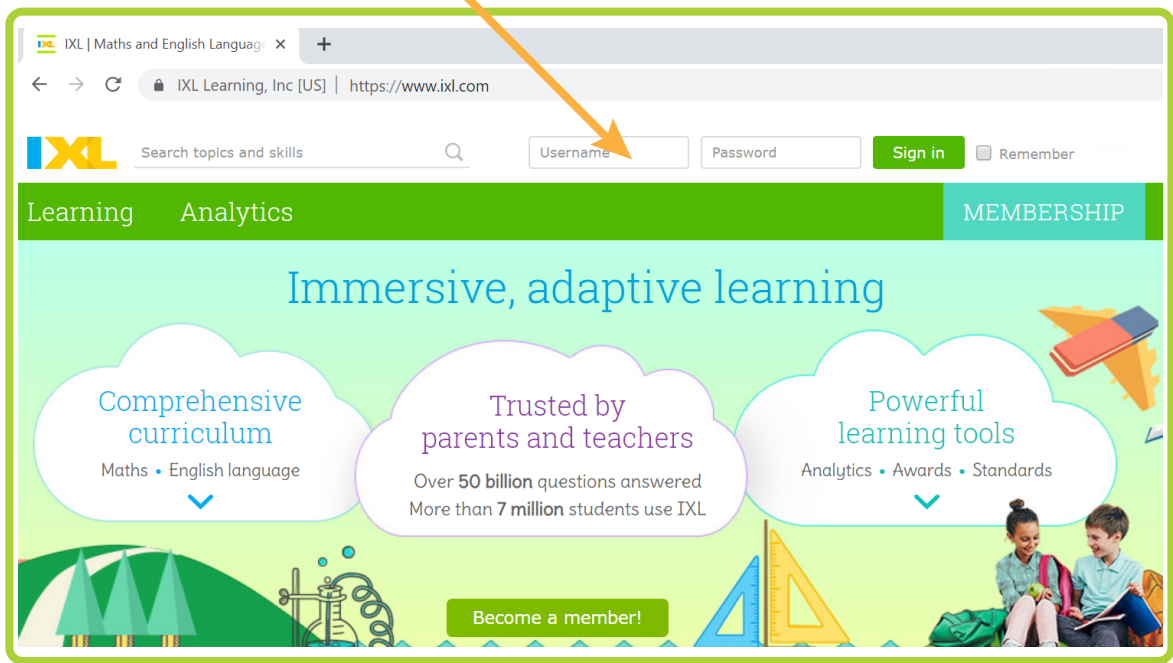 IXL IXL | Maths and English Languag
IXL Learning, Inc [US] | https://www.ixl.com
IXL Search topics and skills Username Password Sign in Remember
Learning Analytics MEMBERSHIP
Immersive, adaptive learning
Comprehensive
curriculum
Maths • English language
Trusted by
parents and teachers
Over 50 billion questions answered
More than 7 million students use IXL
Powerful
learning tools
Analytics • Awards • Standards
Become a member!